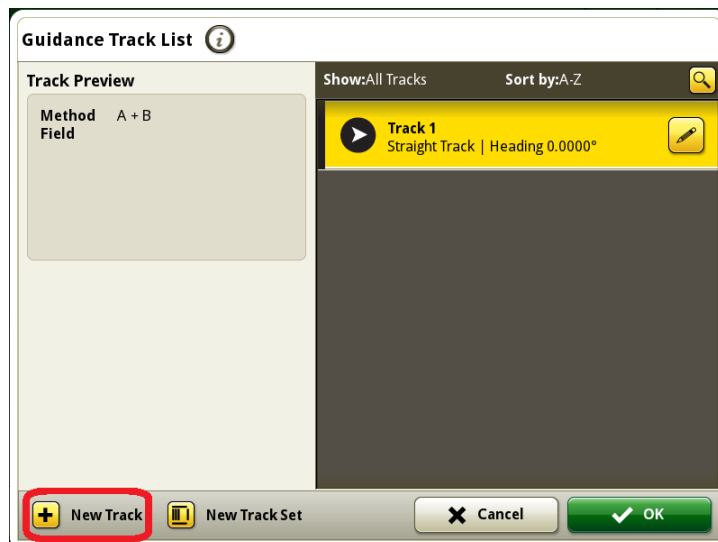 Guidance Track List i
Track Preview
Method A + B
Field
Show:All Tracks Sort by:A-Z
Track 1
Straight Track | Heading 0.0000°
New Track
New Track Set
Cancel
OK